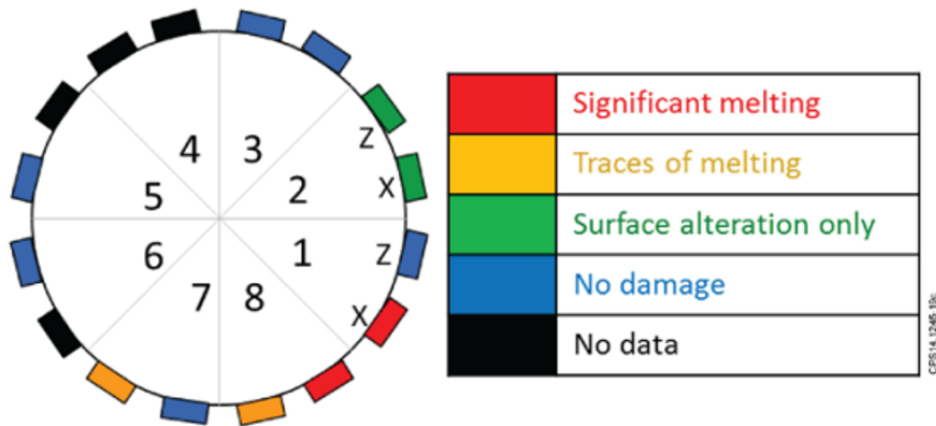 4 3
Z
5 2 X
6 1 Z
7 8 X
Significant melting
Traces of melting
Surface alteration only
No damage
No data